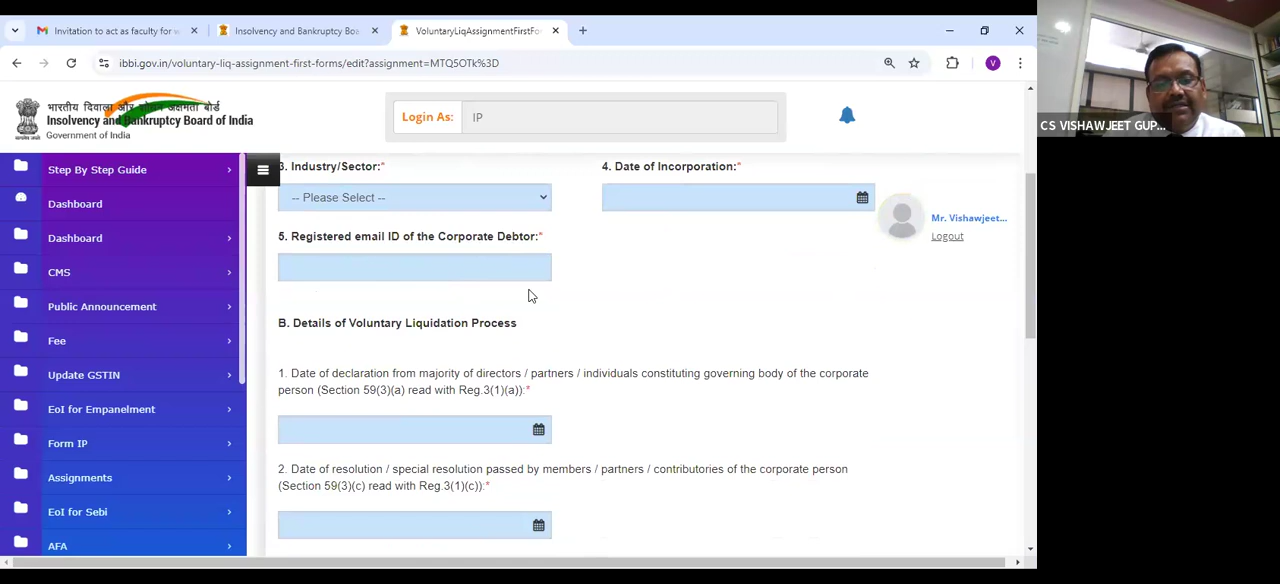 Invitation to act as faculty for w
Insolvency and Bankruptcy Boa
VoluntaryLiqAssignmentFirstFo
ibbi.gov.in/voluntary-liq-assignment-first-forms/edit?assignment=MTQ5OTk%3D
V
भारतीय दिवाला और शोधन अक्षमता बोर्ड
Insolvency and Bankruptcy Board of India
Government of India
Login As:
IP
CS VISHAWJEET GUP...
Step By Step Guide
Dashboard
Dashboard
CMS
Public Announcement
Fee
Update GSTIN
EoI for Empanelment
Form IP
Assignments
EoI for Sebi
AFA
3. Industry/Sector:*
4. Date of Incorporation:*
-- Please Select --
Mr. Vishawjeet...
Logout
5. Registered email ID of the Corporate Debtor:*
B. Details of Voluntary Liquidation Process
1. Date of declaration from majority of directors / partners / individuals constituting governing body of the corporate
person (Section 59(3)(a) read with Reg.3(1)(a)):*
2. Date of resolution / special resolution passed by members / partners / contributories of the corporate person
(Section 59(3)(c) read with Reg.3(1)(c)):*